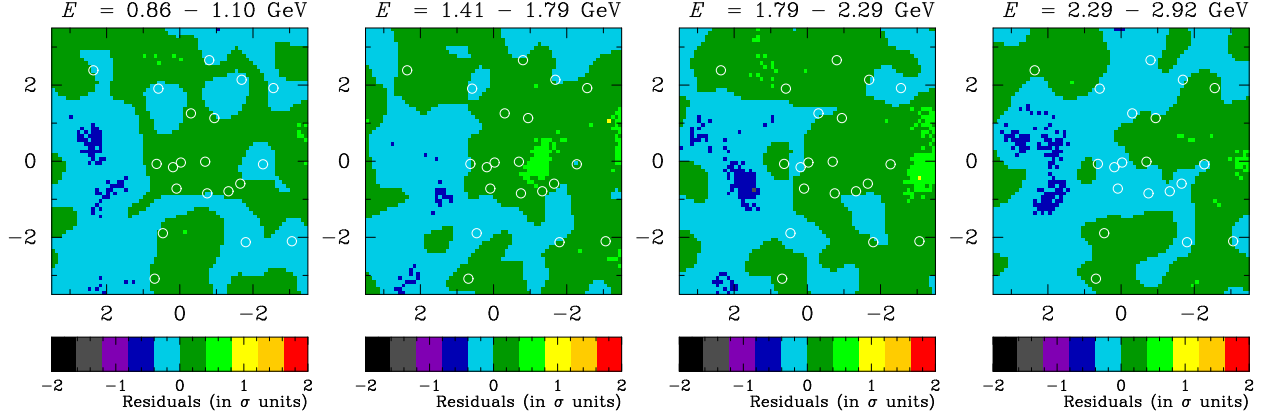 E = 0.86 − 1.10 GeV E = 1.41 − 1.79 GeV E = 1.79 − 2.29 GeV E = 2.29 − 2.92 GeV
2 2 2 2
0 0 0 0
−2 −2 −2 −2
2 0 −2 2 0 −2 2 0 −2 2 0 −2
−2 −1 0 1 2 −2 −1 0 1 2 −2 −1 0 1 2 −2 −1 0 1 2
Residuals (in σ units) Residuals (in σ units) Residuals (in σ units) Residuals (in σ units)